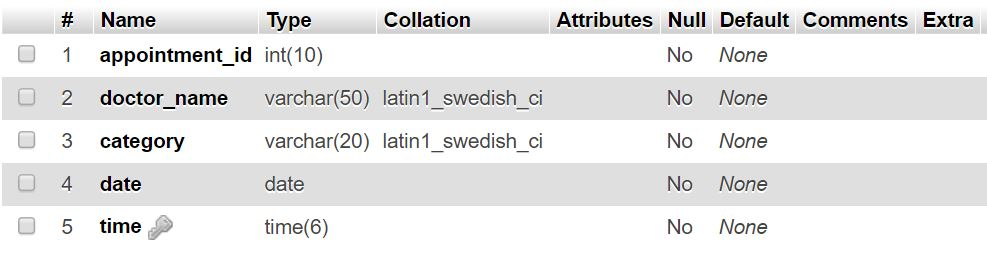 # Name Type Collation Attributes Null Default Comments Extra
1 appointment_id int(10) No None
2 doctor_name varchar(50) latin1_swedish_ci No None
3 category varchar(20) latin1_swedish_ci No None
4 date date No None
5 time time(6) No None